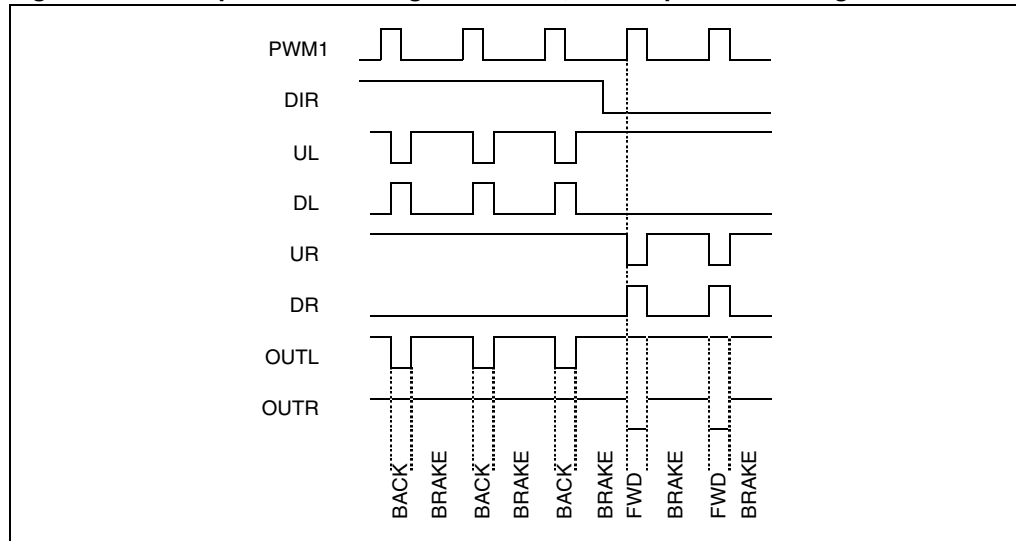 PWM1
DIR
UL
DL
UR
DR
OUTL
OUTR
BACK
BRAKE
BACK
BRAKE
BACK
BRAKE
FWD
BRAKE
FWD
BRAKE